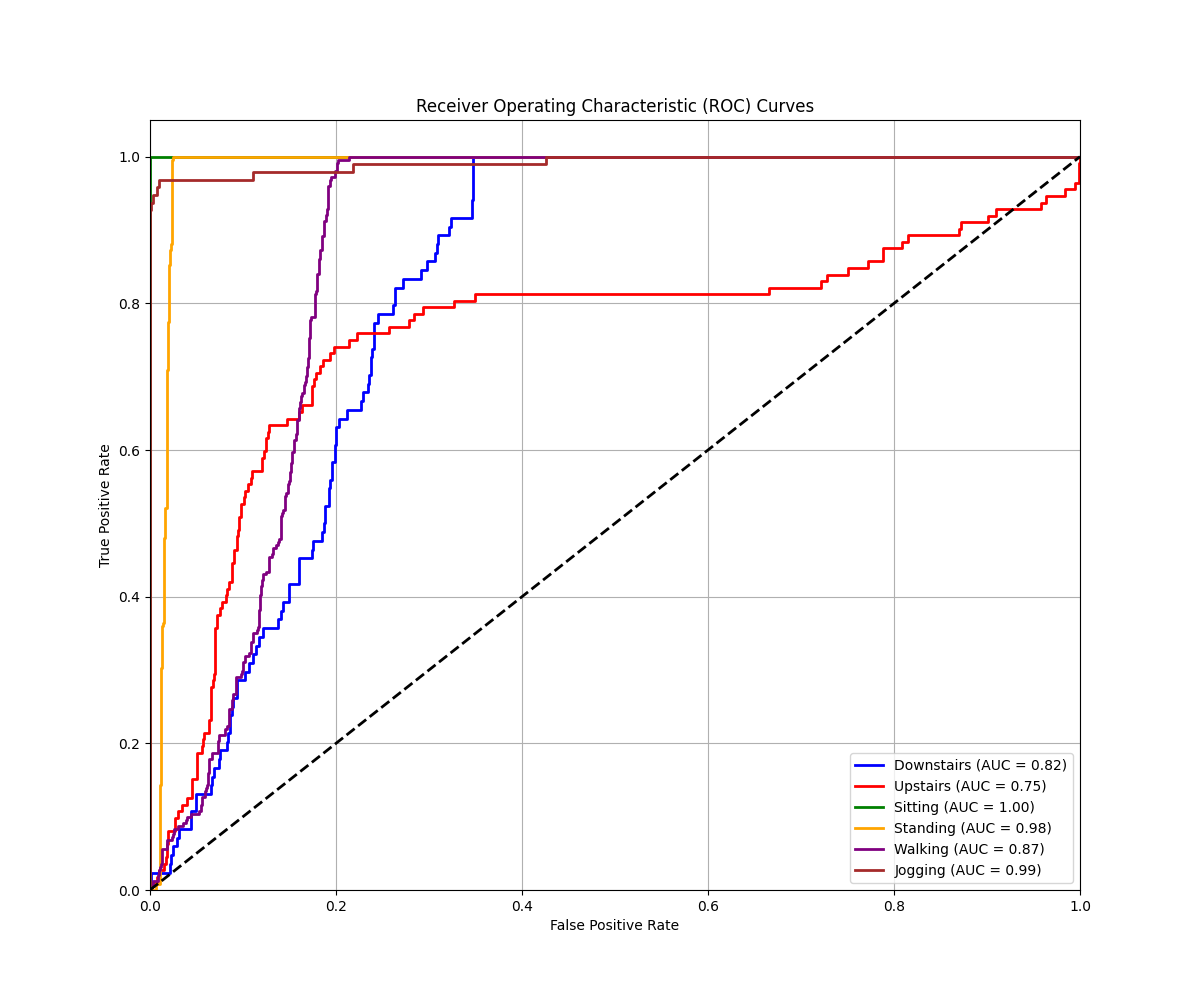 Receiver Operating Characteristic (ROC) Curves
True Positive Rate
1.0
0.8
0.6
0.4
0.2
0.0
0.0 0.2 0.4 0.6 0.8 1.0
False Positive Rate
Downstairs (AUC = 0.82)
Upstairs (AUC = 0.75)
Sitting (AUC = 1.00)
Standing (AUC = 0.98)
Walking (AUC = 0.87)
Jogging (AUC = 0.99)